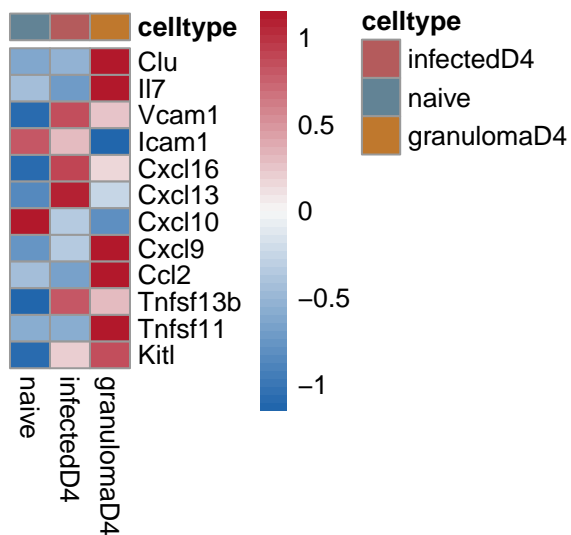 celltype
Clu
Il7
Vcam1
Icam1
Cxcl16
Cxcl13
Cxcl10
Cxcl9
Ccl2
Tnfsf13b
Tnfsf11
Kitl
naive
infectedD4
granulomaD4
1
0.5
0
−0.5
−1
celltype
infectedD4
naive
granulomaD4